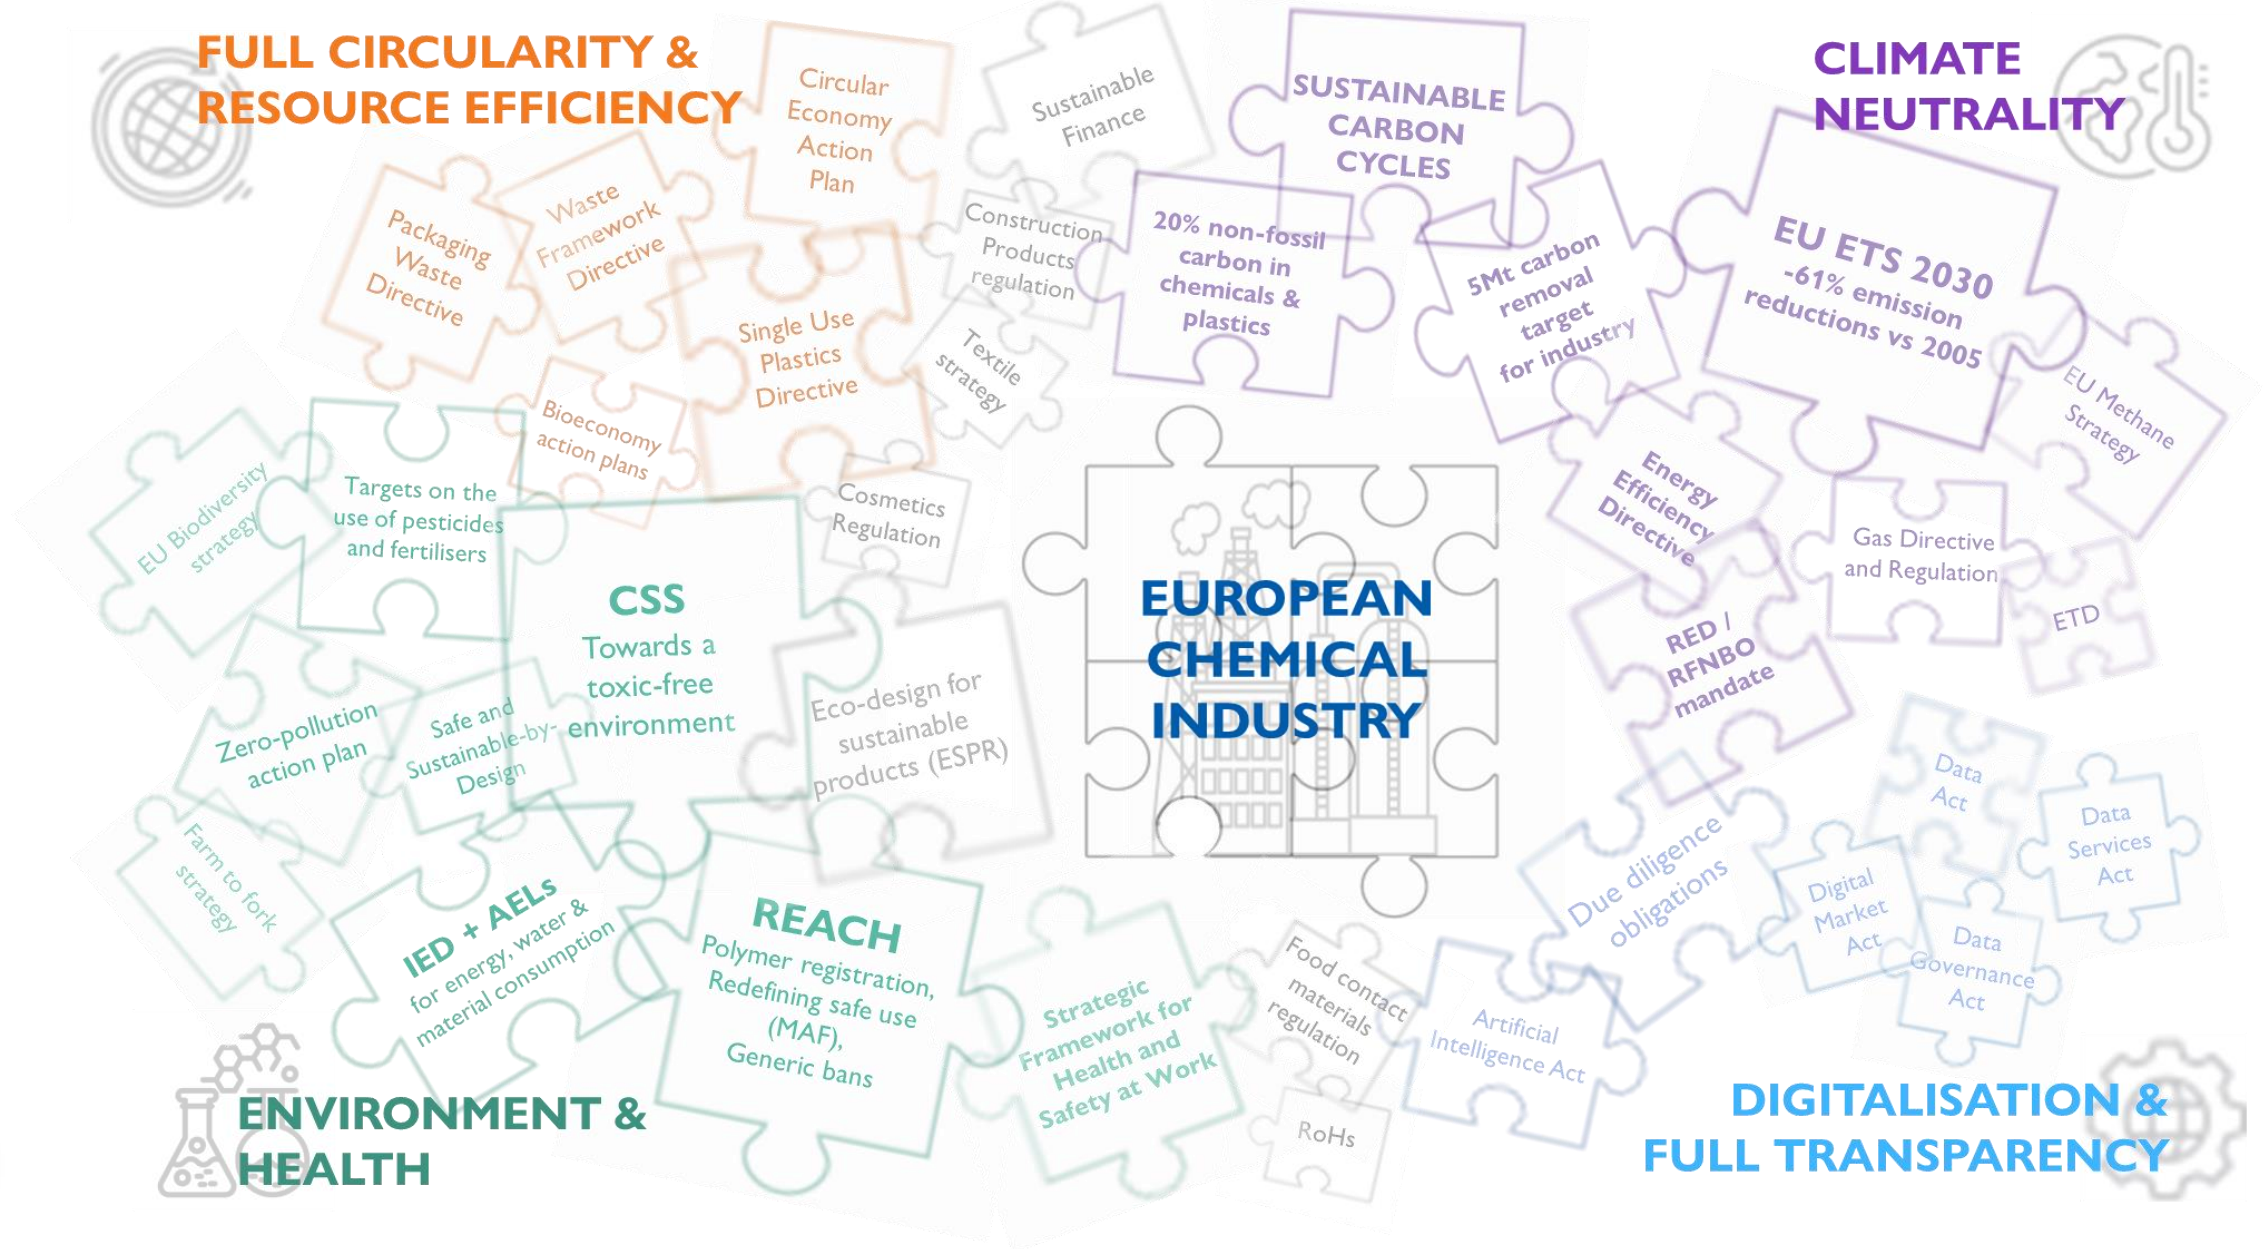 FULL CIRCULARITY &
RESOURCE EFFICIENCY
Circular
Economy
Action
Plan
Sustainable
Finance
SUSTAINABLE
CARBON
CYCLES
CLIMATE
NEUTRALITY
Packaging
Waste
Directive
Waste
Framework
Directive
Construction
Products
regulation
20% non-fossil
carbon in
chemicals &
plastics
5Mt carbon
removal
target
for industry
EU ETS 2030
-61% emission
reductions vs 2005
Single Use
Plastics
Directive
Textile
strategy
EU Methane
Strategy
Bioeconomy
action plans
EU Biodiversity
strategy
Targets on the
use of pesticides
and fertilisers
Cosmetics
Regulation
Energy
Efficiency
Directive
Gas Directive
and Regulation
CSS
Towards a
toxic-free
environment
EUROPEAN
CHEMICAL
INDUSTRY
RED /
RFNBO
mandate
ETD
Zero-pollution
action plan
Safe and
Sustainable-by-
Design
Eco-design for
sustainable
products (ESPR)
Data
Act
Data
Services
Act
Farm to fork
strategy
Due diligence
obligations
Digital
Market
Act
Data
Governance
Act
IED + AELs
for energy, water &
material consumption
REACH
Polymer registration,
Redefining safe use
(MAF),
Generic bans
Strategic
Framework for
Health and
Safety at Work
Food contact
materials
regulation
Artificial
Intelligence Act
RoHs
ENVIRONMENT &
HEALTH
DIGITALISATION &
FULL TRANSPARENCY